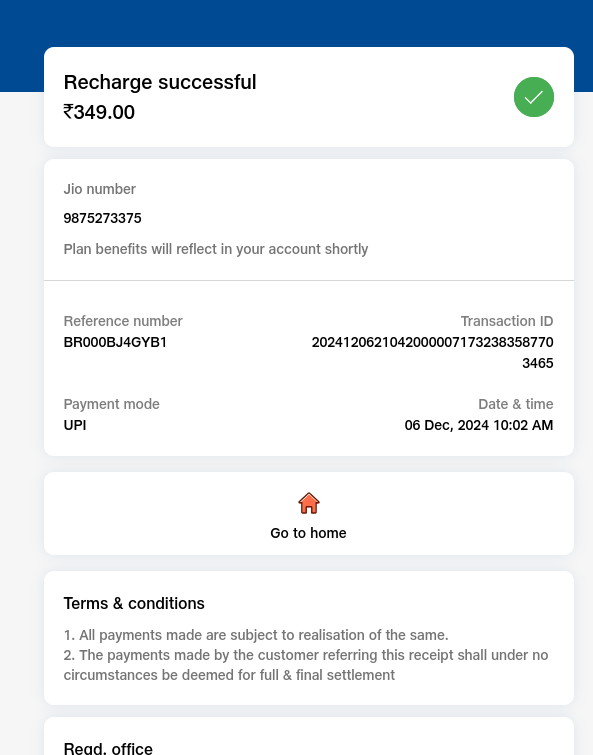 Recharge successful
₹349.00
Jio number
9875273375
Plan benefits will reflect in your account shortly
Reference number
BR000BJ4GYB1
Transaction ID
2024120621042000007173238358770
3465
Payment mode
UPI
Date & time
06 Dec, 2024 10:02 AM
Go to home
Terms & conditions
1. All payments made are subject to realisation of the same.
2. The payments made by the customer referring this receipt shall under no
circumstances be deemed for full & final settlement
Regd. office